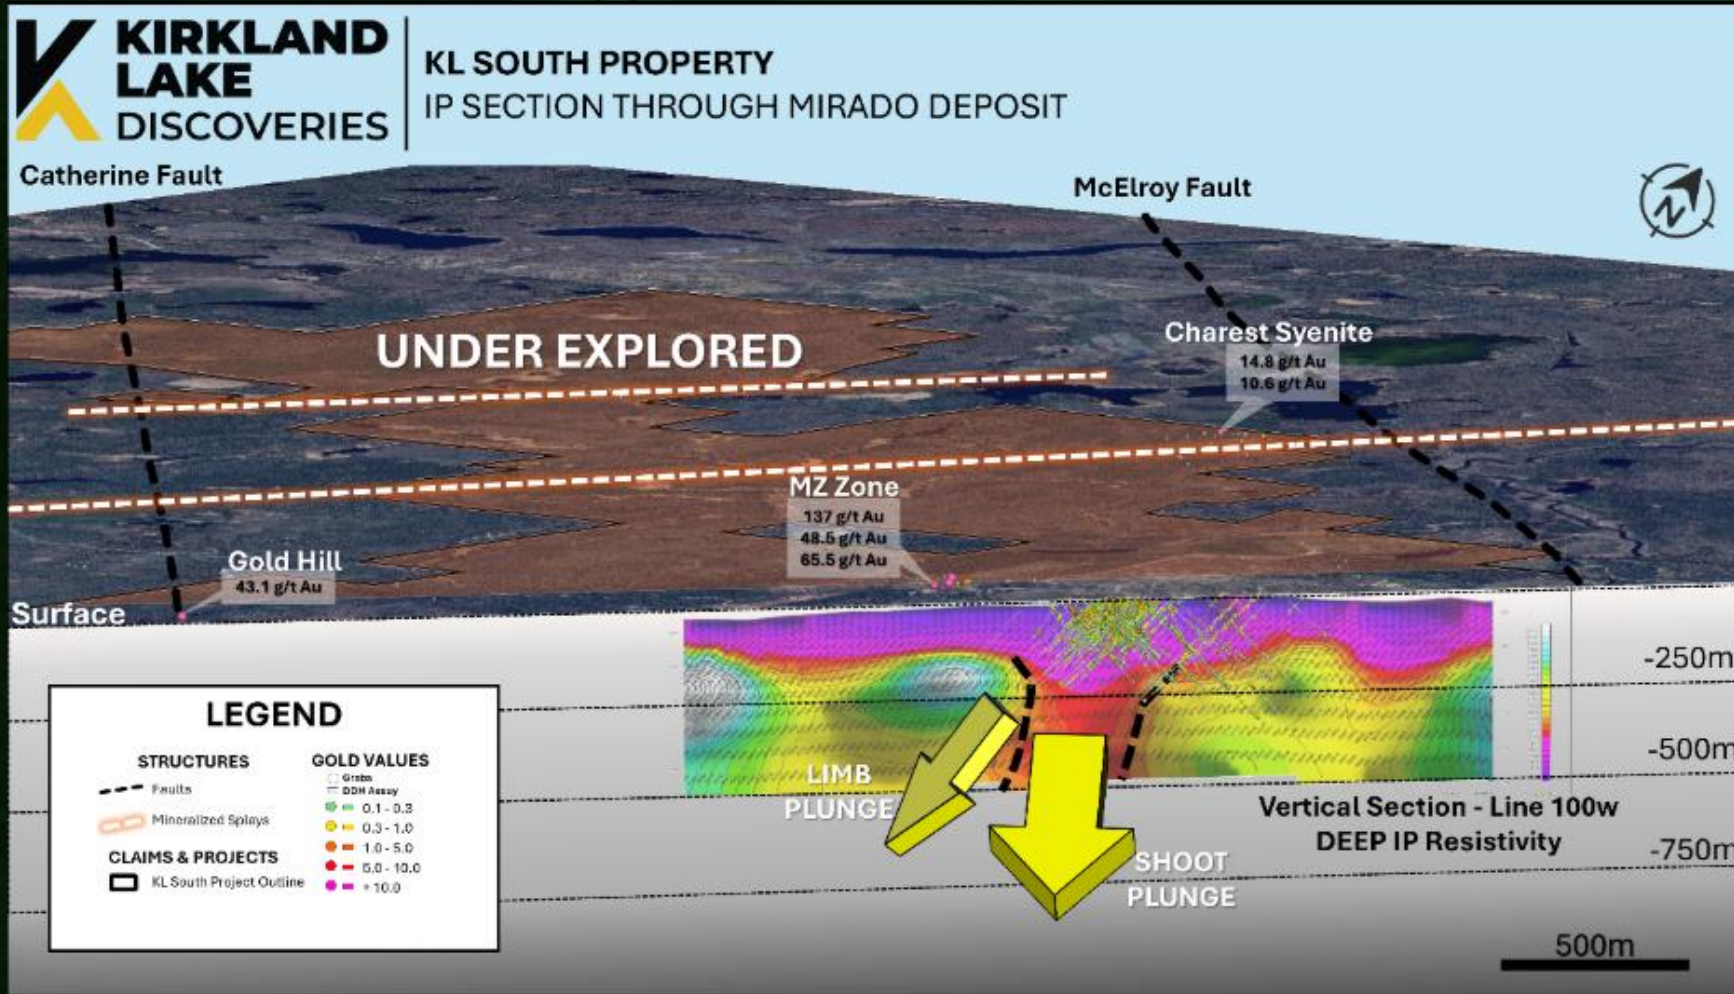 KIRKLAND
LAKE
DISCOVERIES
KL SOUTH PROPERTY
IP SECTION THROUGH MIRADO DEPOSIT
Catherine Fault
McElroy Fault
N
UNDER EXPLORED
Charest Syenite
14.8 g/t Au
10.6 g/t Au
MZ Zone
137 g/t Au
48.5 g/t Au
65.5 g/t Au
Gold Hill
43.1 g/t Au
Surface
-250m
-500m
-750m
LIMB
PLUNGE
SHOOT
PLUNGE
Vertical Section - Line 100w
DEEP IP Resistivity
500m
LEGEND
STRUCTURES
Faults
Mineralized Splays
CLAIMS & PROJECTS
KL South Project Outline
GOLD VALUES
Grabs
DDH Assay
0.1 - 0.3
0.3 - 1.0
1.0 - 5.0
5.0 - 10.0
+ 10.0